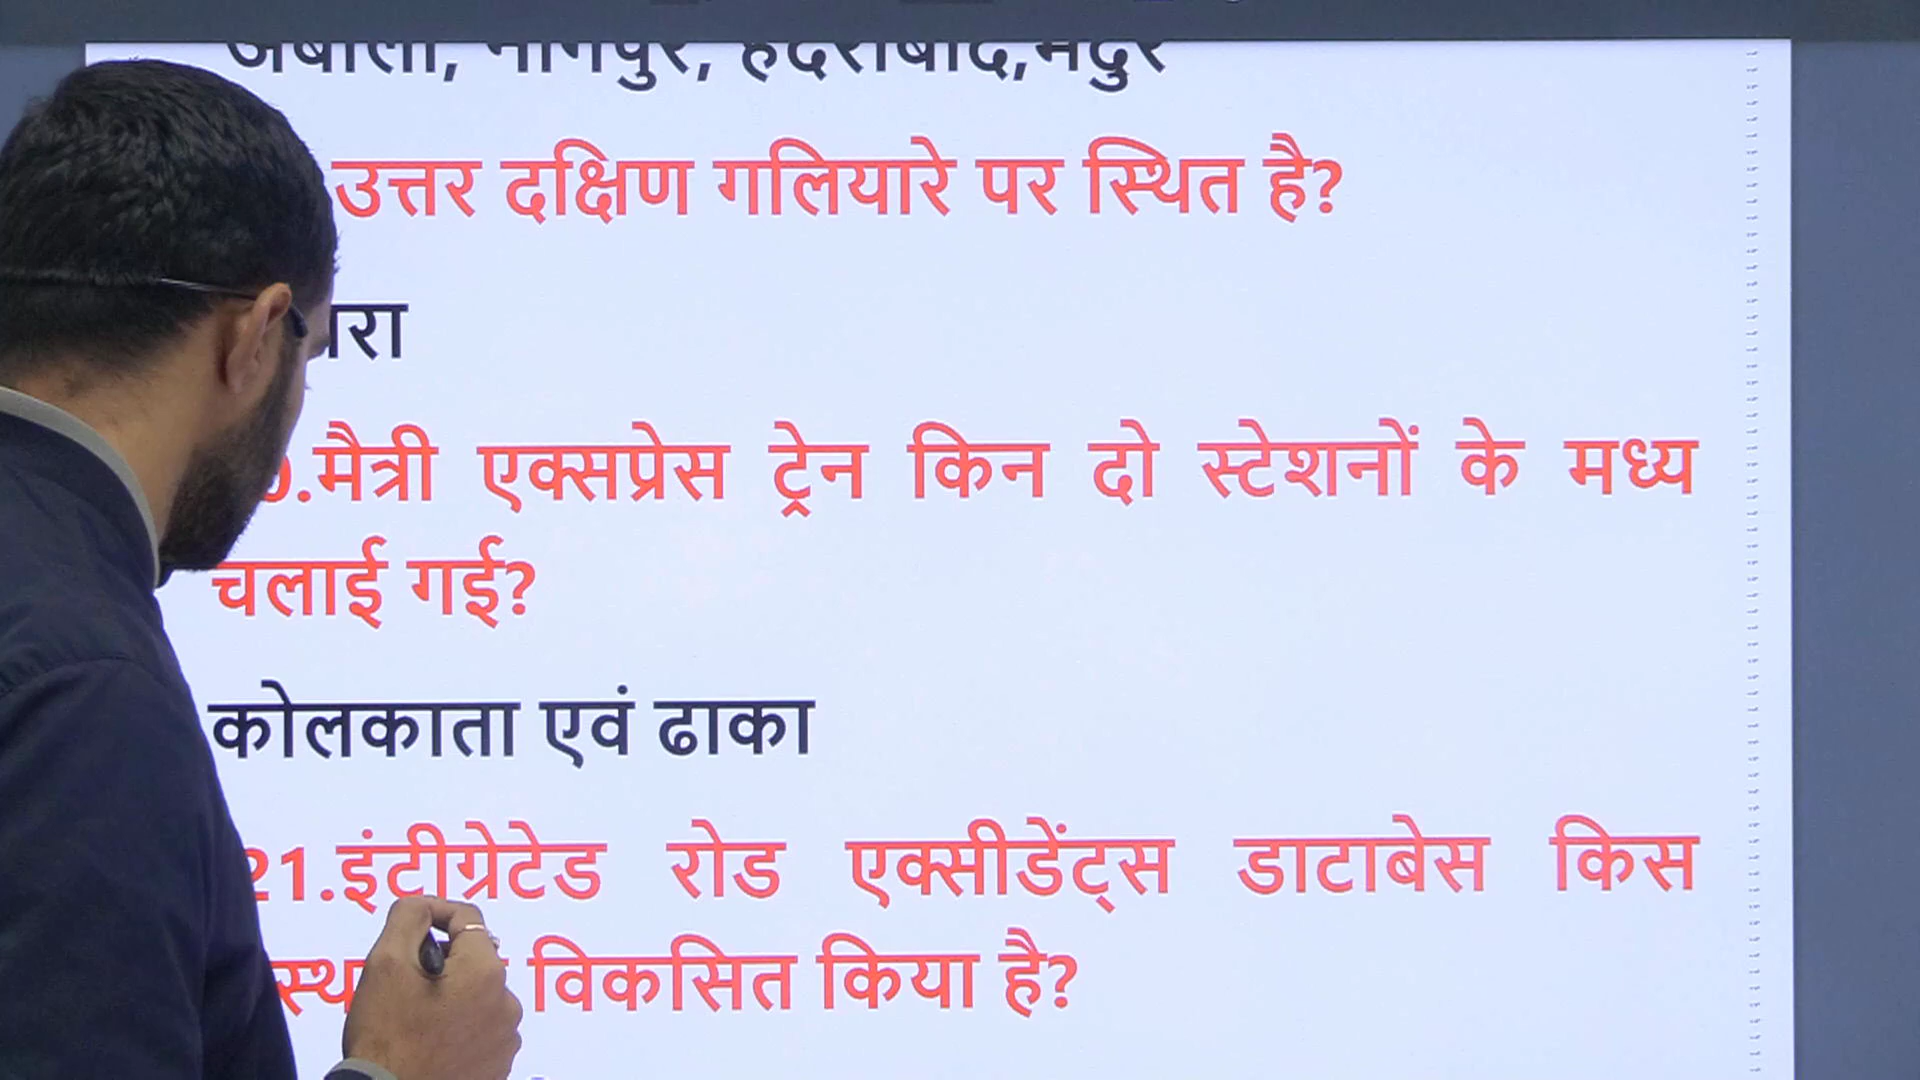 अंबाला, नागपुर, हैदराबाद,मदुर
उत्तर दक्षिण गलियारे पर स्थित है?
0.मैत्री एक्सप्रेस ट्रेन किन दो स्टेशनों के मध्य
चलाई गई?
कोलकाता एवं ढाका
21.इंटीग्रेटेड रोड एक्सीडेंट्स डाटाबेस किस
विकसित किया है?